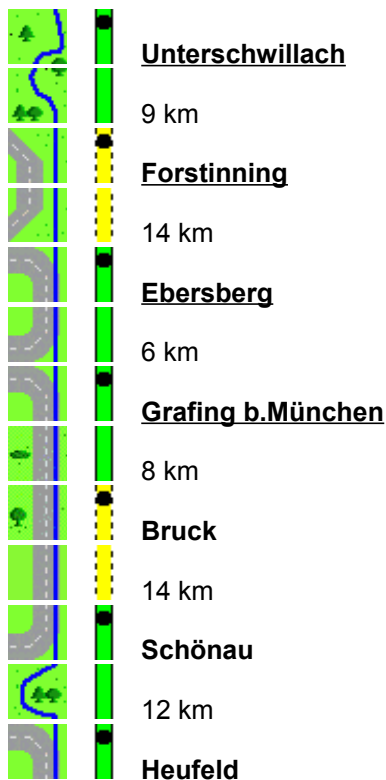 Unterschwillach
9 km
Forstinning
14 km
Ebersberg
6 km
Grafing b.München
8 km
Bruck
14 km
Schönau
12 km
Heufeld